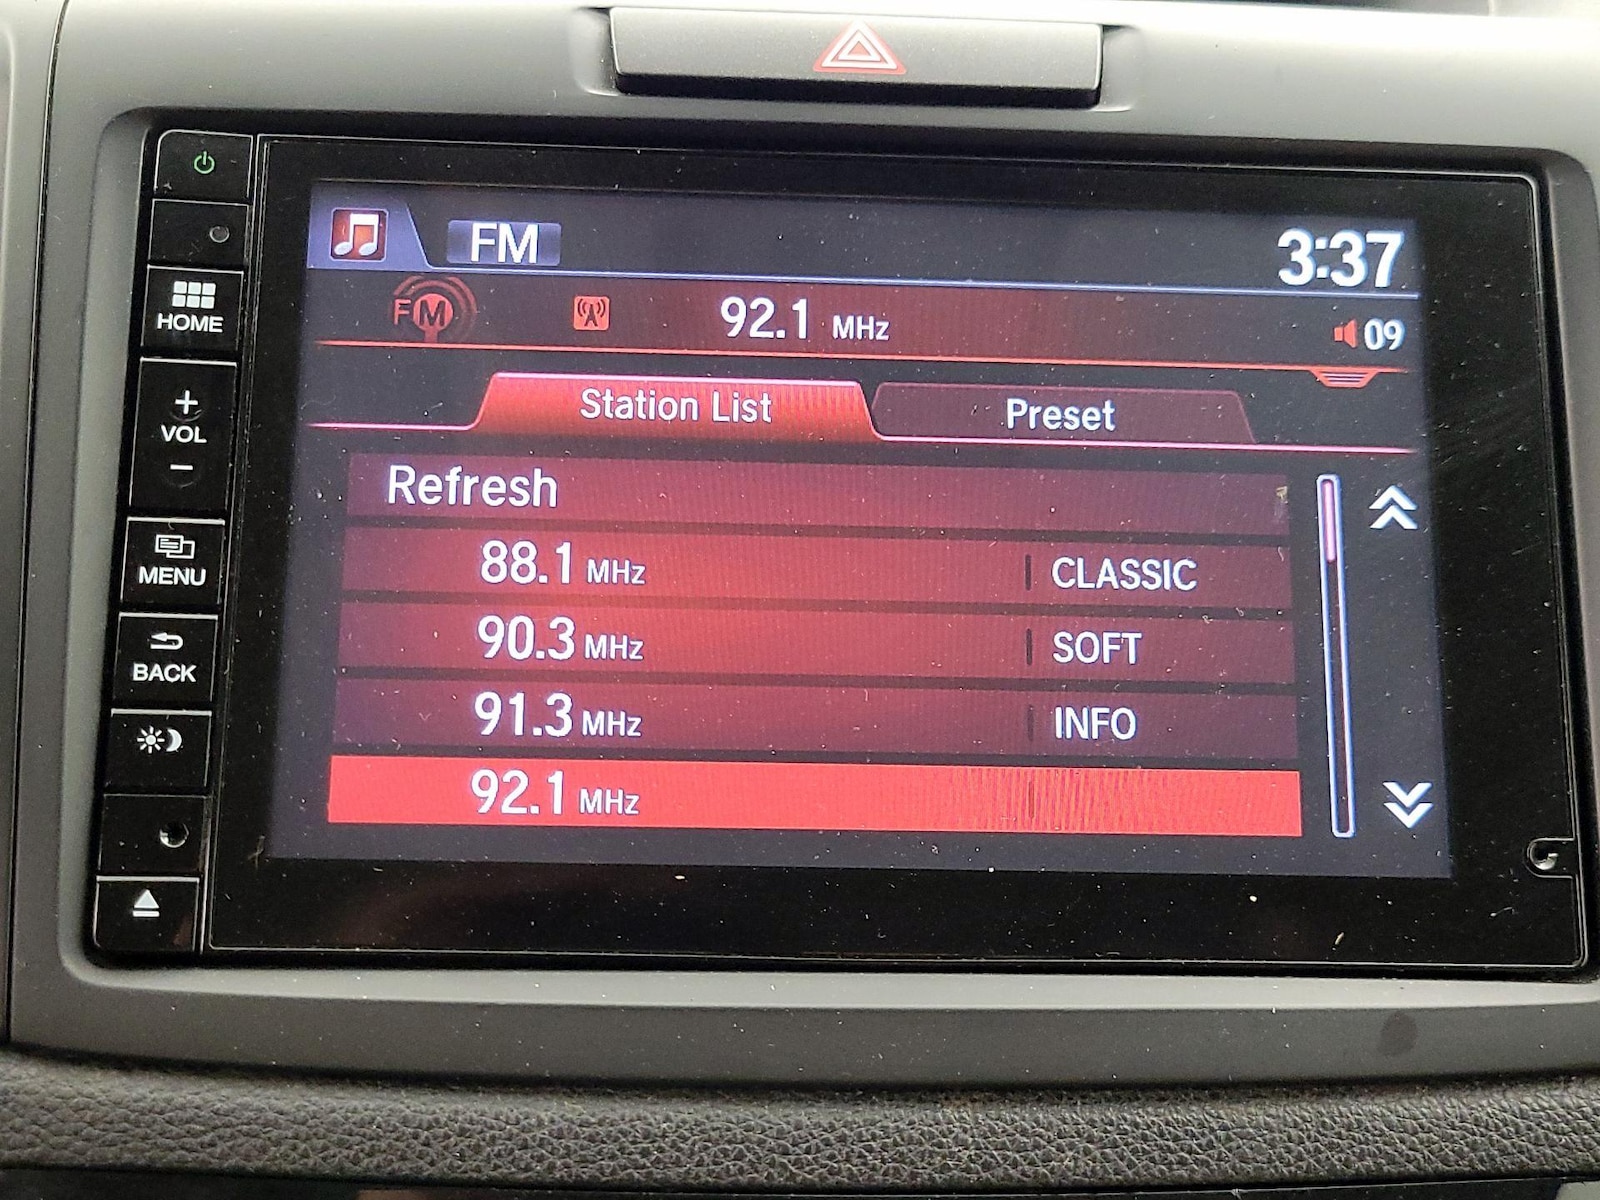 FM
3:37
FM
92.1 MHz
09
Station List
Preset
Refresh
88.1 MHz CLASSIC
90.3 MHz SOFT
91.3 MHz INFO
92.1 MHz
HOME
+
VOL
−
MENU
BACK